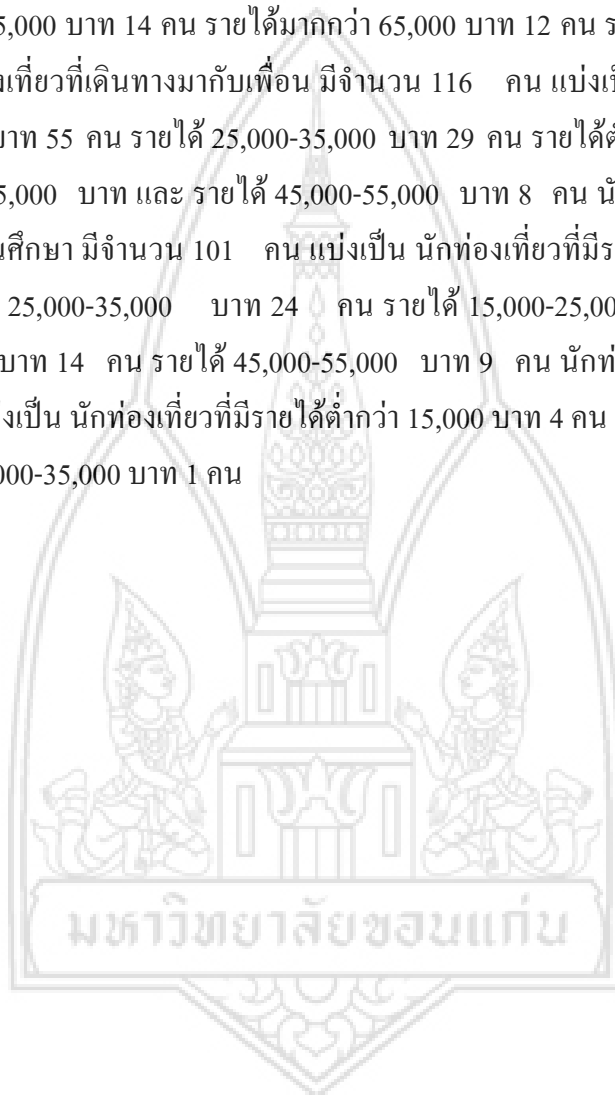 5,000 บาท 14 คน รายได้มากกว่า 65,000 บาท 12 คน
งเที่ยวที่เดินทางมากับเพื่อน มีจำนวน 116 คน แบ่งเป็
บาท 55 คน รายได้ 25,000-35,000 บาท 29 คน รายได้ต่
5,000 บาท และ รายได้ 45,000-55,000 บาท 8 คน นั
นศึกษา มีจำนวน 101 คน แบ่งเป็น นักท่องเที่ยวที่มีร
25,000-35,000 บาท 24 คน รายได้ 15,000-25,00
บาท 14 คน รายได้ 45,000-55,000 บาท 9 คน นักท่
งเป็น นักท่องเที่ยวที่มีรายได้ต่ำกว่า 15,000 บาท 4 คน
000-35,000 บาท 1 คน
มหาวิทยาลัยขอนแก่น